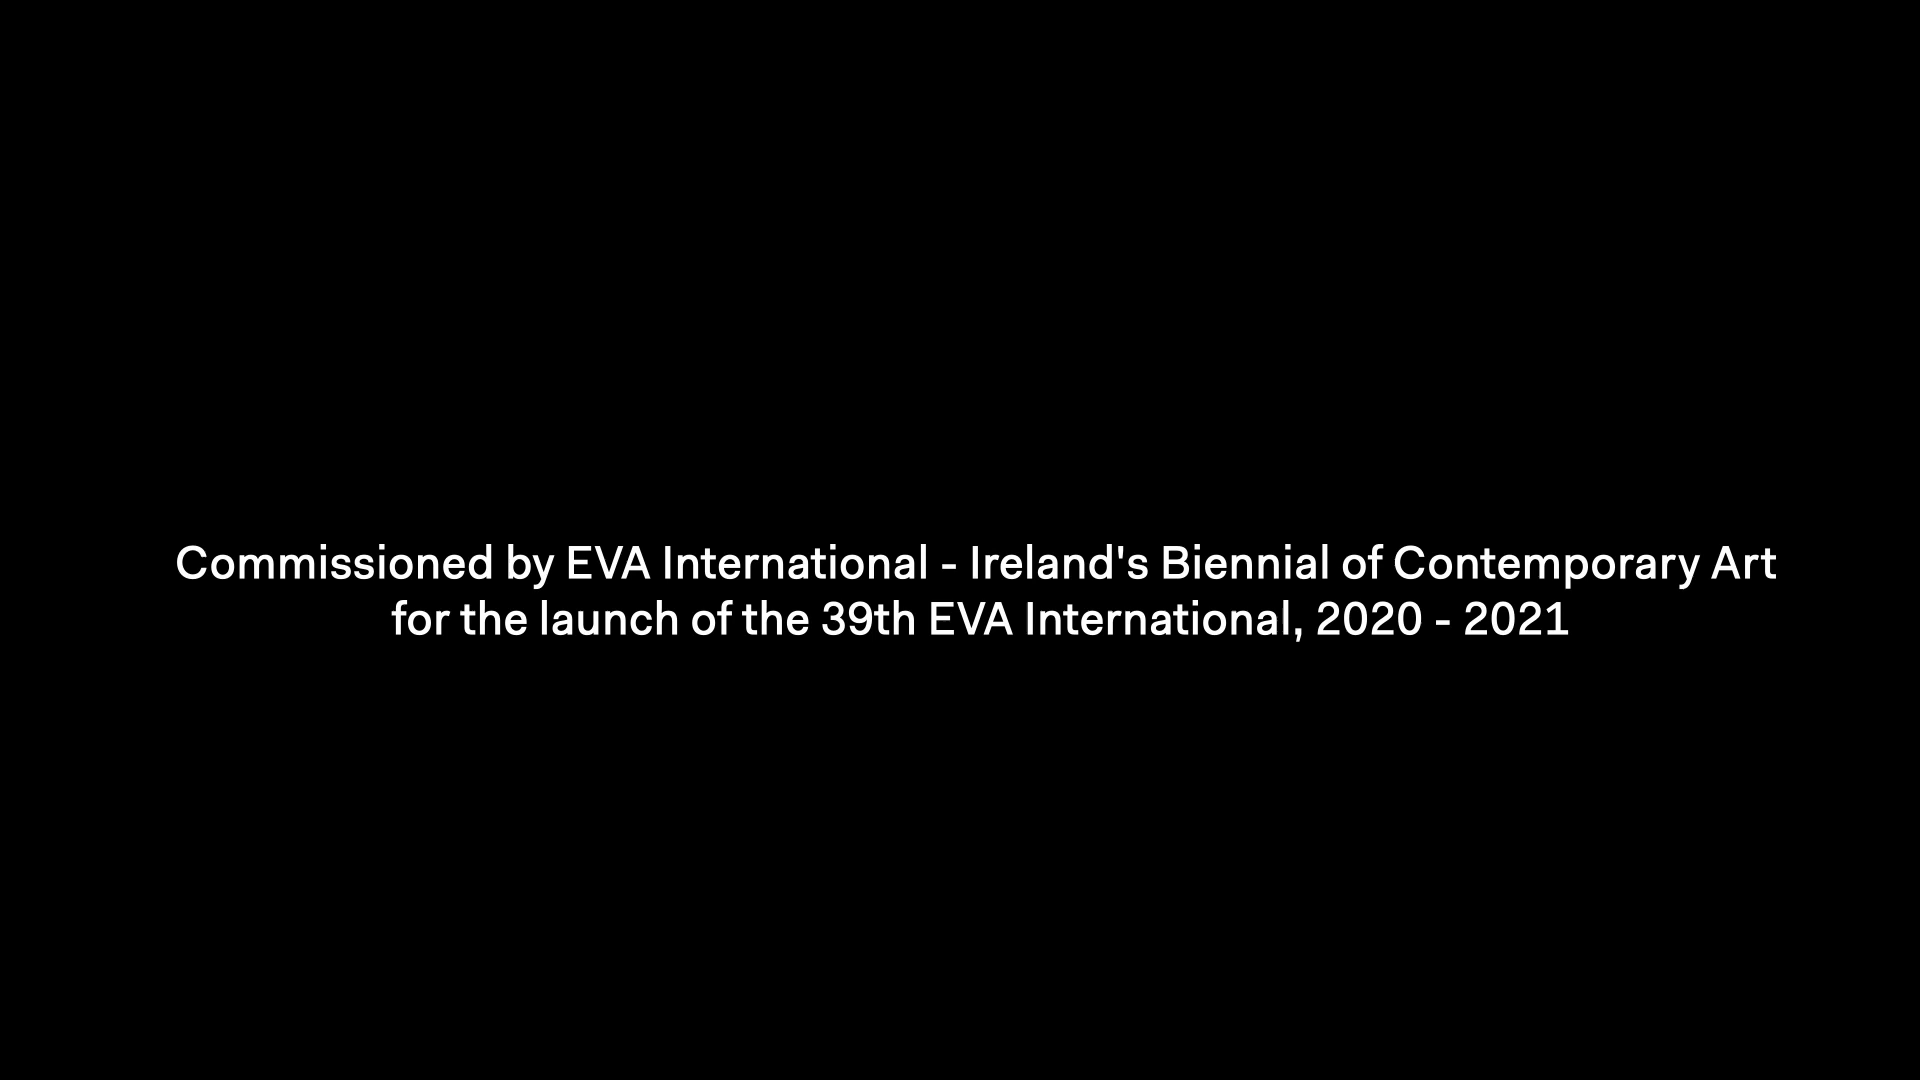 Commissioned by EVA International - Ireland's Biennial of Contemporary Art
for the launch of the 39th EVA International, 2020 - 2021